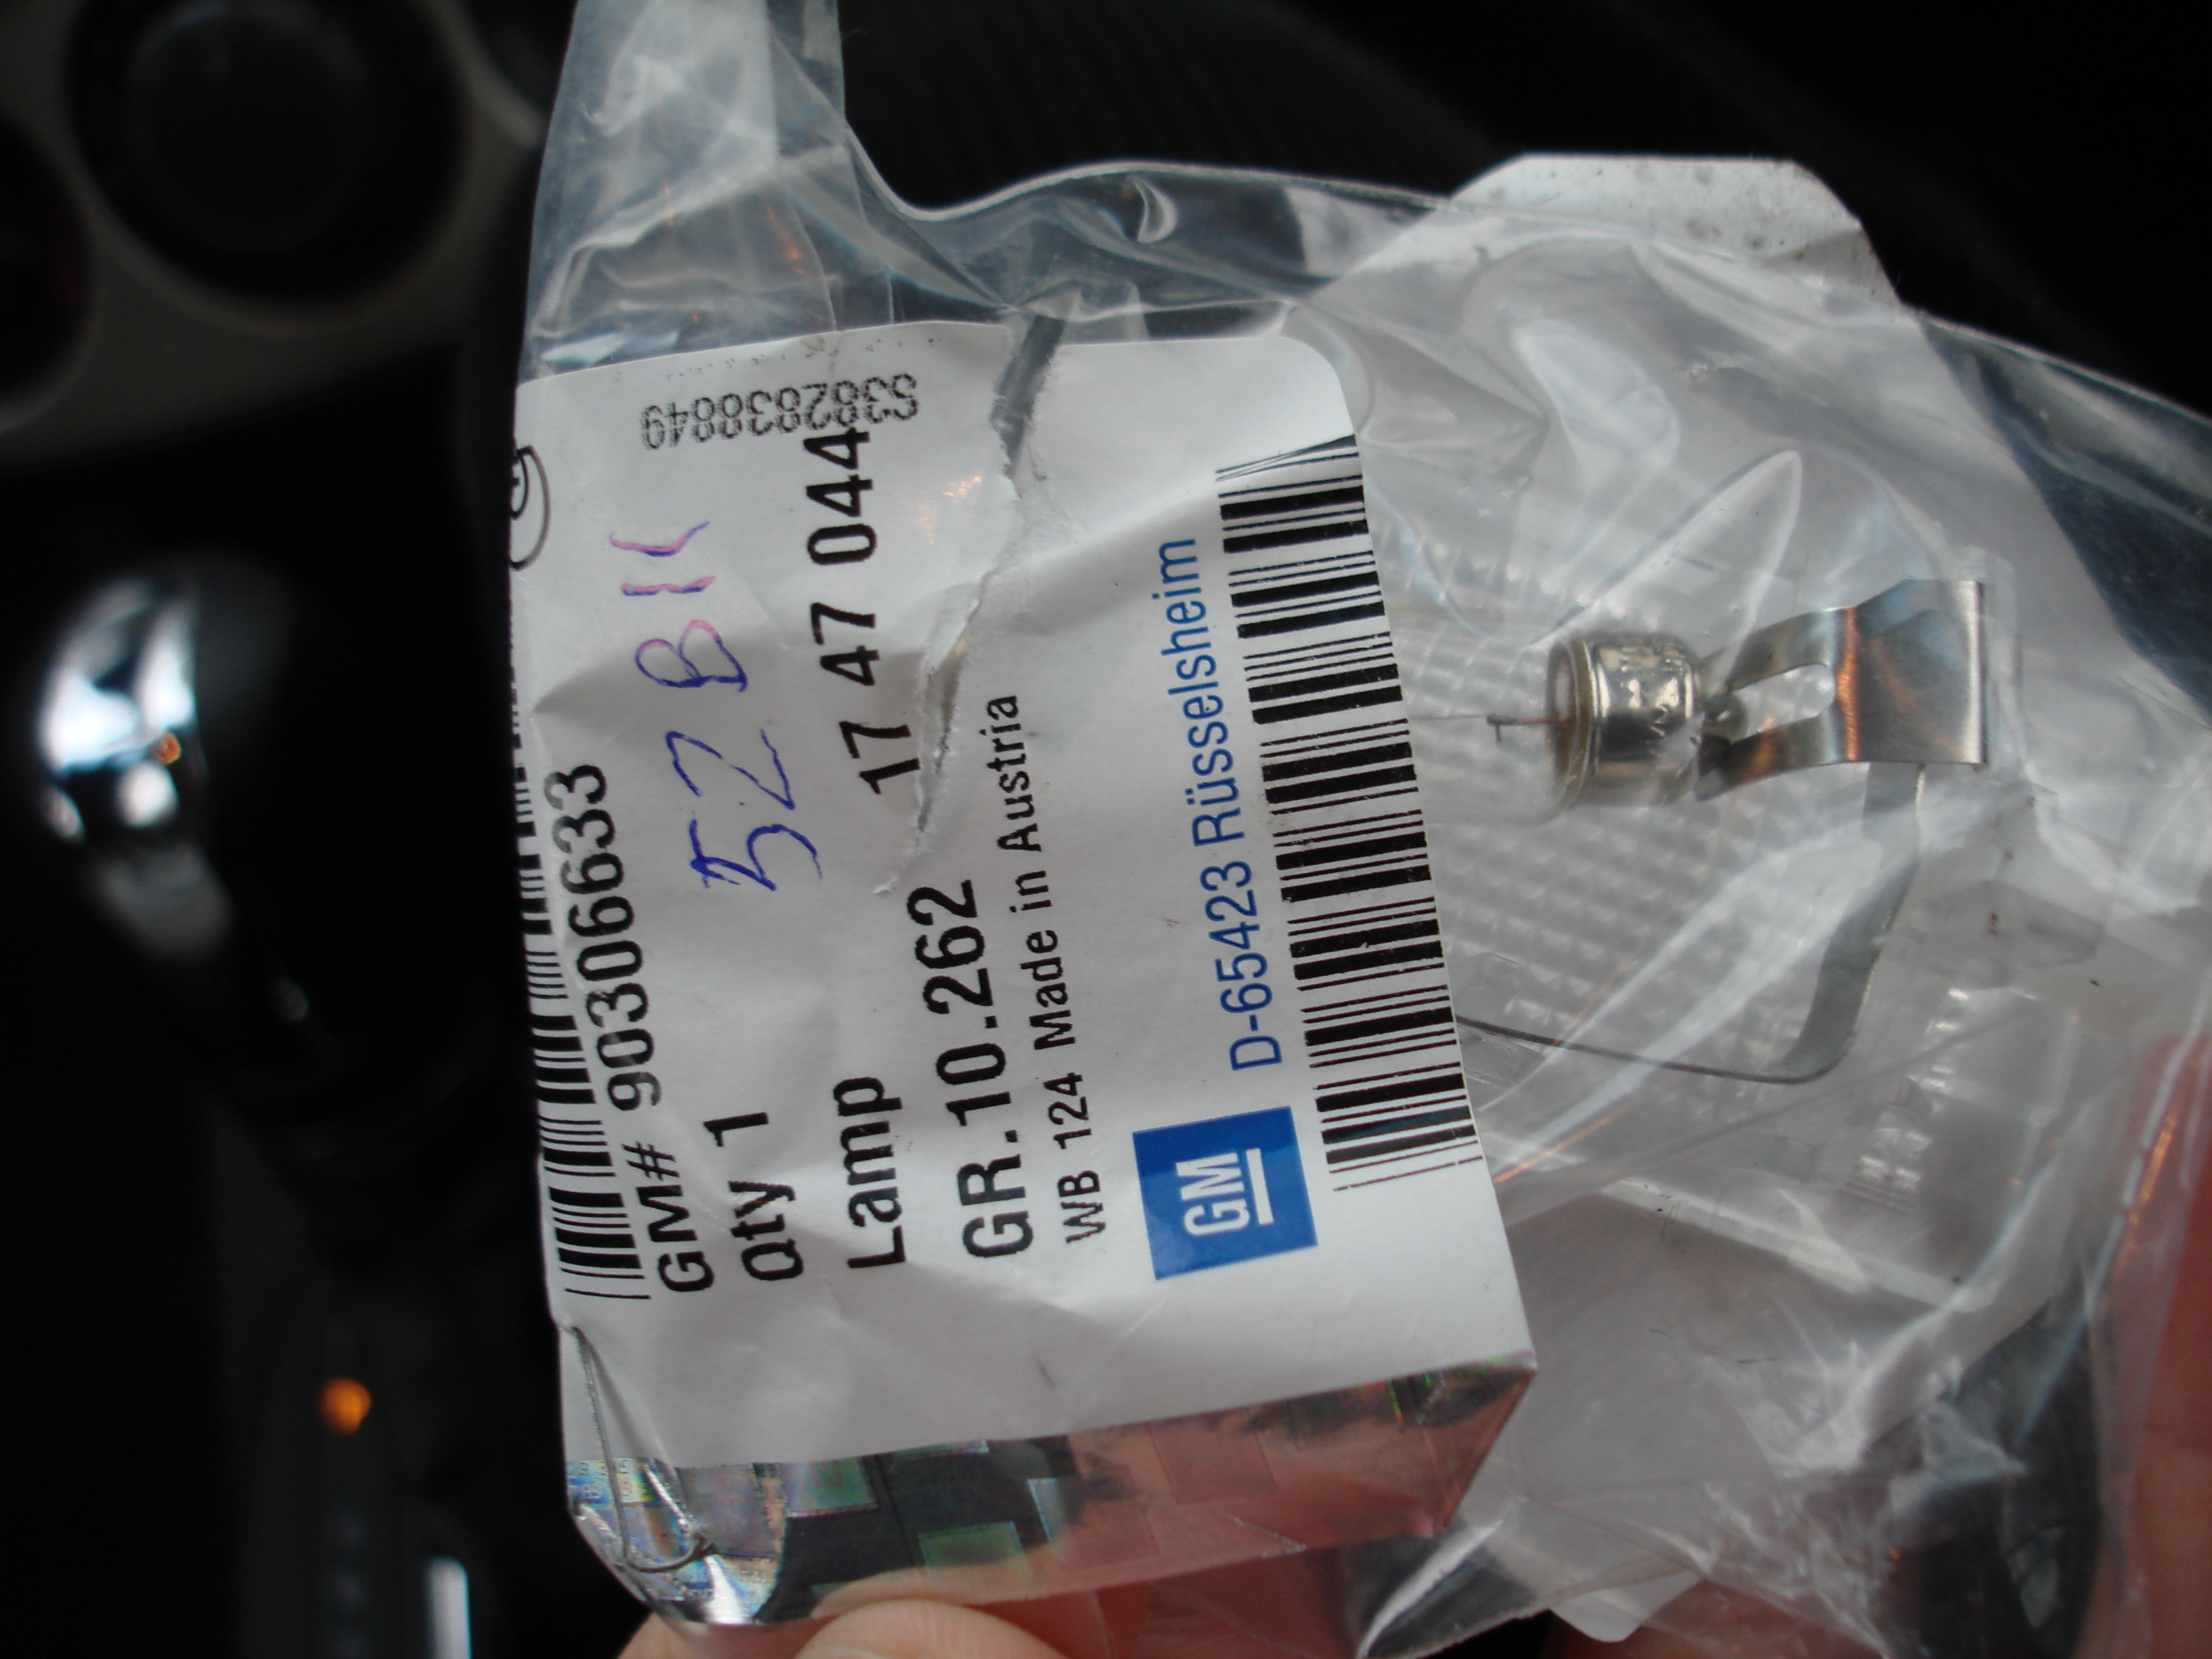 GM# 90306633
Qty 1
52 B
Lamp 17 47 044
GR.10.262
WB 124 Made in Austria
GM D-65423 Rüsselsheim